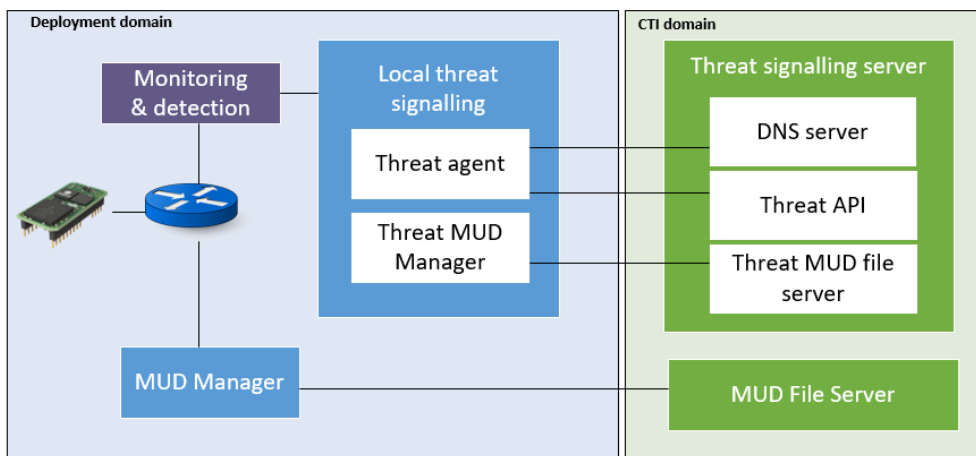 Deployment domain
CTI domain
Monitoring
& detection
Local threat
signalling
Threat agent
Threat MUD
Manager
MUD Manager
Threat signalling server
DNS server
Threat API
Threat MUD file
server
MUD File Server